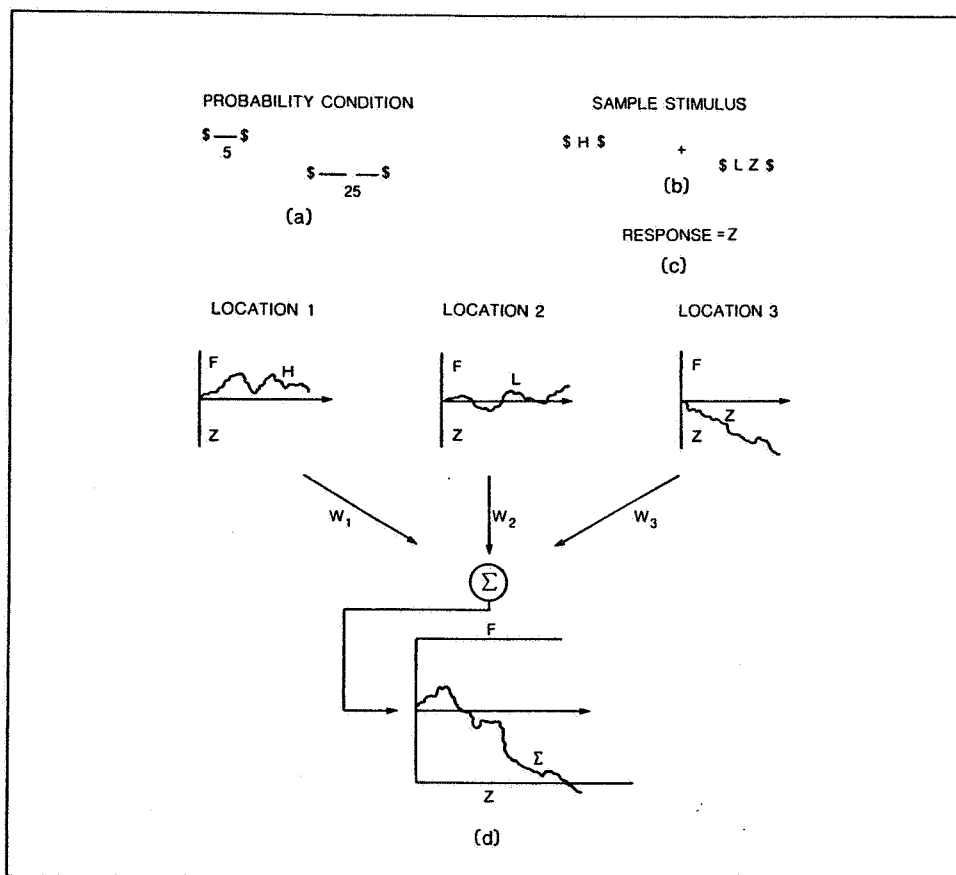 PROBABILITY CONDITION
$ — $
5
$ — — $
25
(a)
SAMPLE STIMULUS
$ H $
+
$ L Z $
(b)
RESPONSE = Z
(c)
LOCATION 1
F
H
Z
LOCATION 2
F
L
Z
LOCATION 3
F
Z
Z
W1
W2
W3
Σ
F
Σ
Z
(d)